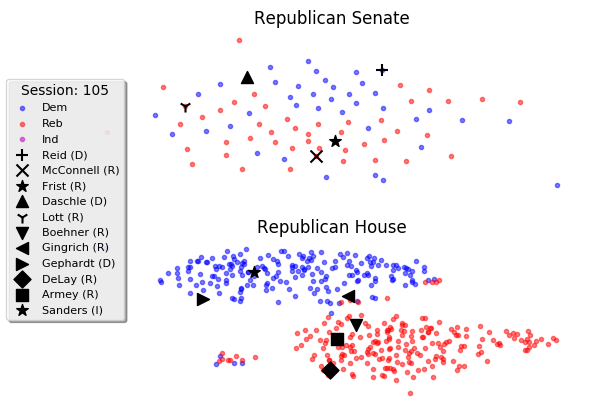 Republican Senate
Session: 105
Dem
Reb
Ind
Reid (D)
McConnell (R)
Frist (R)
Daschle (D)
Lott (R)
Boehner (R)
Gingrich (R)
Gephardt (D)
DeLay (R)
Armey (R)
Sanders (I)
Republican House